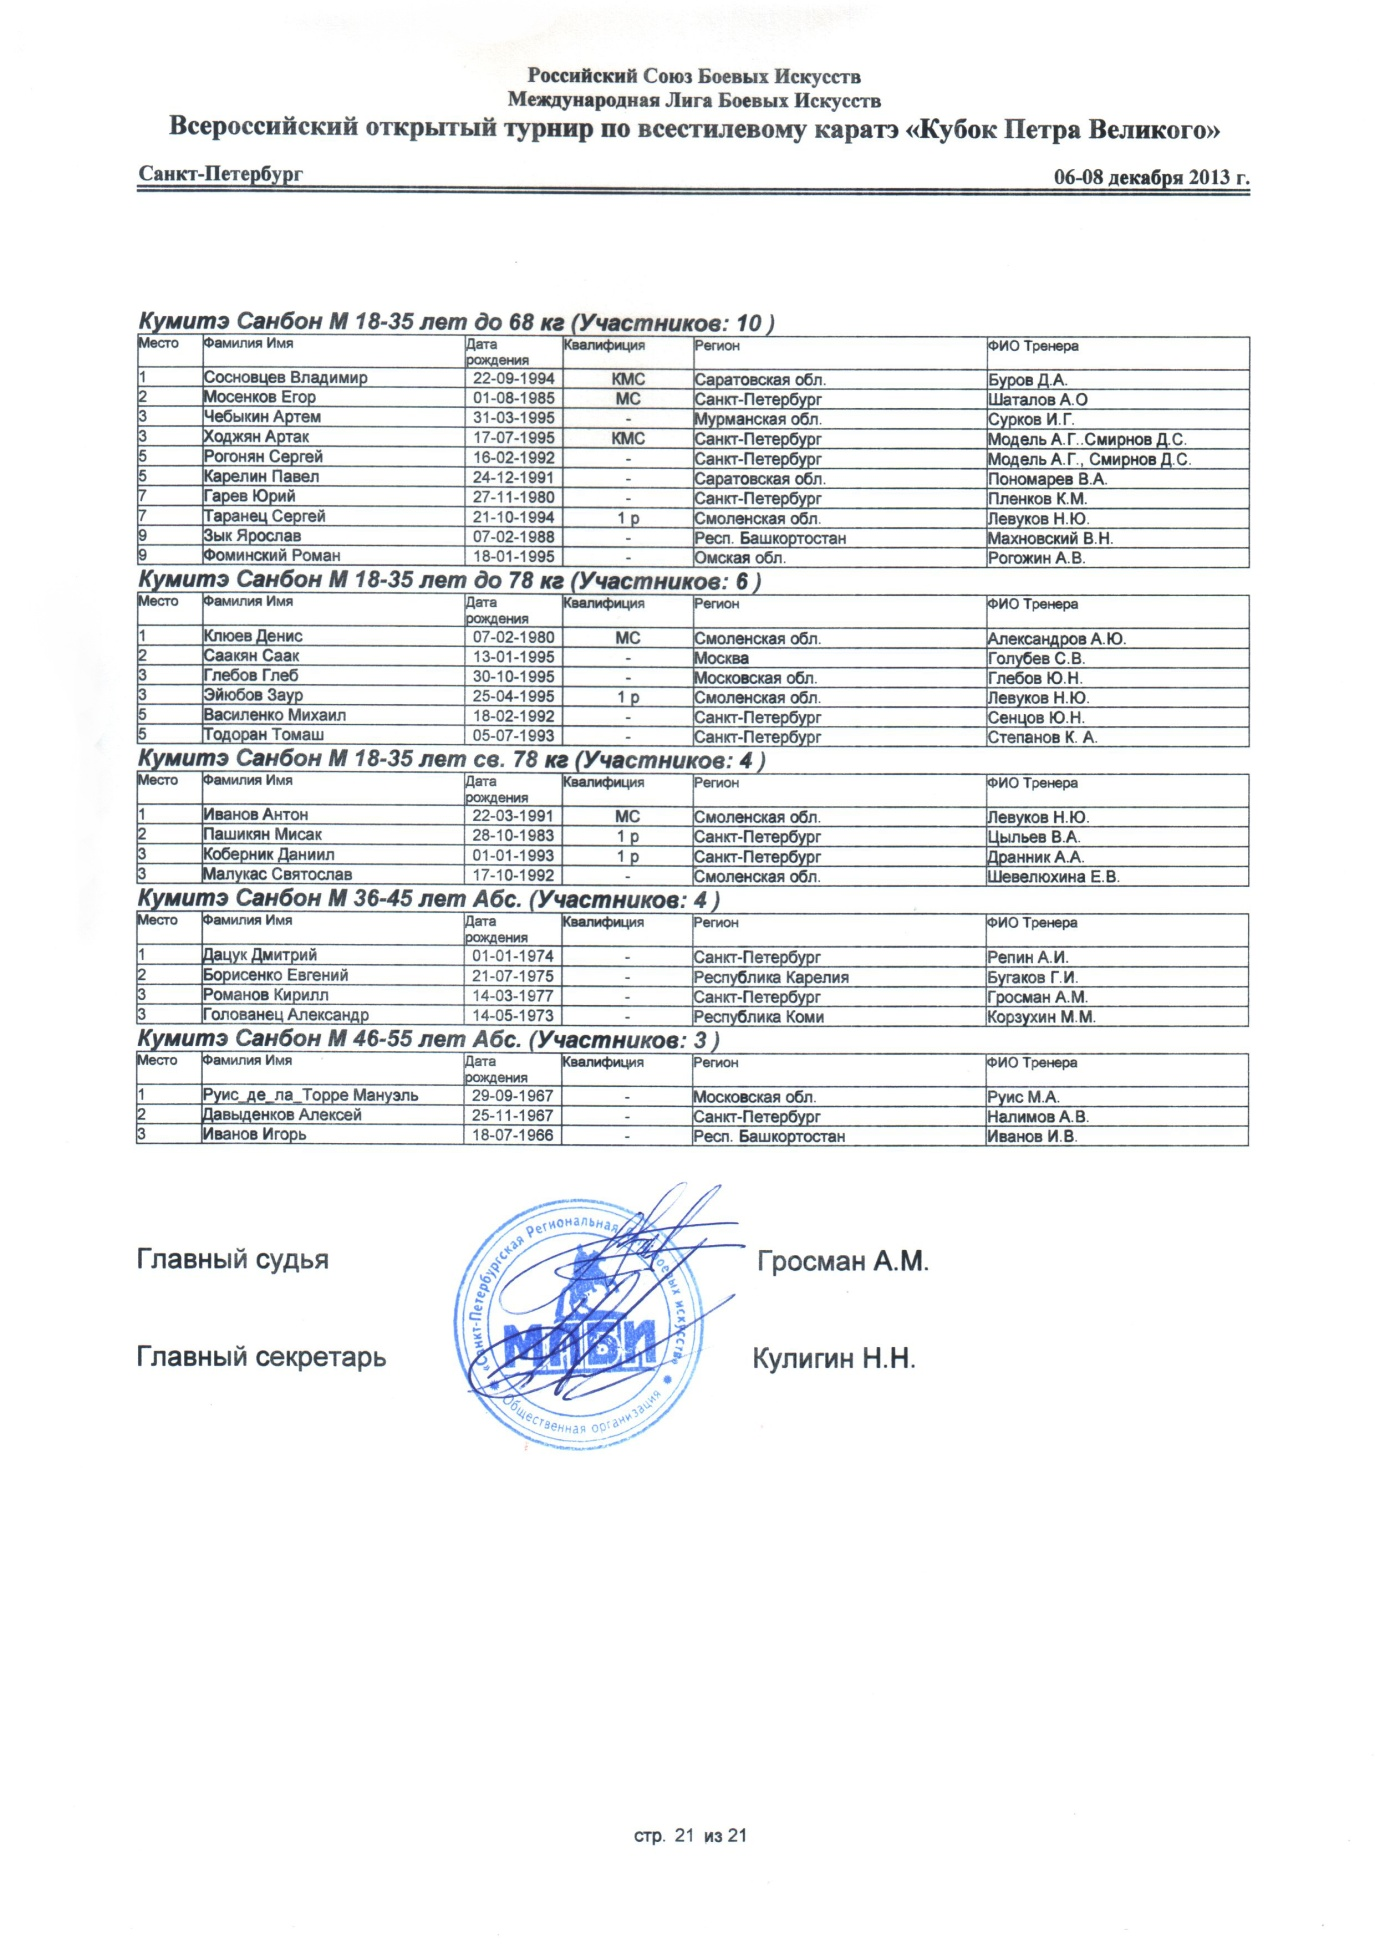 Российский Союз Боевых Искусств
Международная Лига Боевых Искусств
Всероссийский открытый турнир по всестилевому каратэ «Кубок Петра Великого»
Санкт-Петербург 06-08 декабря 2013 г.
Кумитэ Санбон М 18-35 лет до 68 кг (Участников: 10 )
Место Фамилия Имя Дата рождения Квалифиция Регион ФИО Тренера
1 Сосновцев Владимир 22-09-1994 КМС Саратовская обл. Буров Д.А.
2 Мосенков Егор 01-08-1985 МС Санкт-Петербург Шаталов А.О
3 Чебыкин Артем 31-03-1995 - Мурманская обл. Сурков И.Г.
3 Ходжян Артак 17-07-1995 КМС Санкт-Петербург Модель А.Г..Смирнов Д.С.
5 Рогонян Сергей 16-02-1992 - Санкт-Петербург Модель А.Г., Смирнов Д.С.
5 Карелин Павел 24-12-1991 - Саратовская обл. Пономарев В.А.
7 Гарев Юрий 27-11-1980 - Санкт-Петербург Пленков К.М.
7 Таранец Сергей 21-10-1994 1 р Смоленская обл. Левуков Н.Ю.
9 Зык Ярослав 07-02-1988 - Респ. Башкортостан Махновский В.Н.
9 Фоминский Роман 18-01-1995 - Омская обл. Рогожин А.В.
Кумитэ Санбон М 18-35 лет до 78 кг (Участников: 6 )
Место Фамилия Имя Дата рождения Квалифиция Регион ФИО Тренера
1 Клюев Денис 07-02-1980 МС Смоленская обл. Александров А.Ю.
2 Саакян Саак 13-01-1995 - Москва Голубев С.В.
3 Глебов Глеб 30-10-1995 - Московская обл. Глебов Ю.Н.
3 Эйюбов Заур 25-04-1995 1 р Смоленская обл. Левуков Н.Ю.
5 Василенко Михаил 18-02-1992 - Санкт-Петербург Сенцов Ю.Н.
5 Тодоран Томаш 05-07-1993 - Санкт-Петербург Степанов К. А.
Кумитэ Санбон М 18-35 лет св. 78 кг (Участников: 4 )
Место Фамилия Имя Дата рождения Квалифиция Регион ФИО Тренера
1 Иванов Антон 22-03-1991 МС Смоленская обл. Левуков Н.Ю.
2 Пашикян Мисак 28-10-1983 1 р Санкт-Петербург Цыльев В.А.
3 Коберник Даниил 01-01-1993 1 р Санкт-Петербург Дранник А.А.
3 Малукас Святослав 17-10-1992 - Смоленская обл. Шевелюхина Е.В.
Кумитэ Санбон М 36-45 лет Абс. (Участников: 4 )
Место Фамилия Имя Дата рождения Квалифиция Регион ФИО Тренера
1 Дацук Дмитрий 01-01-1974 - Санкт-Петербург Репин А.И.
2 Борисенко Евгений 21-07-1975 - Республика Карелия Бугаков Г.И.
3 Романов Кирилл 14-03-1977 - Санкт-Петербург Гросман А.М.
3 Голованец Александр 14-05-1973 - Республика Коми Корзухин М.М.
Кумитэ Санбон М 46-55 лет Абс. (Участников: 3 )
Место Фамилия Имя Дата рождения Квалифиция Регион ФИО Тренера
1 Руис_де_ла_Торре Мануэль 29-09-1967 - Московская обл. Руис М.А.
2 Давыденков Алексей 25-11-1967 - Санкт-Петербург Налимов А.В.
3 Иванов Игорь 18-07-1966 - Респ. Башкортостан Иванов И.В.
Главный судья Гросман А.М.
«Санкт-Петербургская Региональная боевых искусств»
МЛБИ
Общественная организация
Главный секретарь Кулигин Н.Н.
стр. 21 из 21